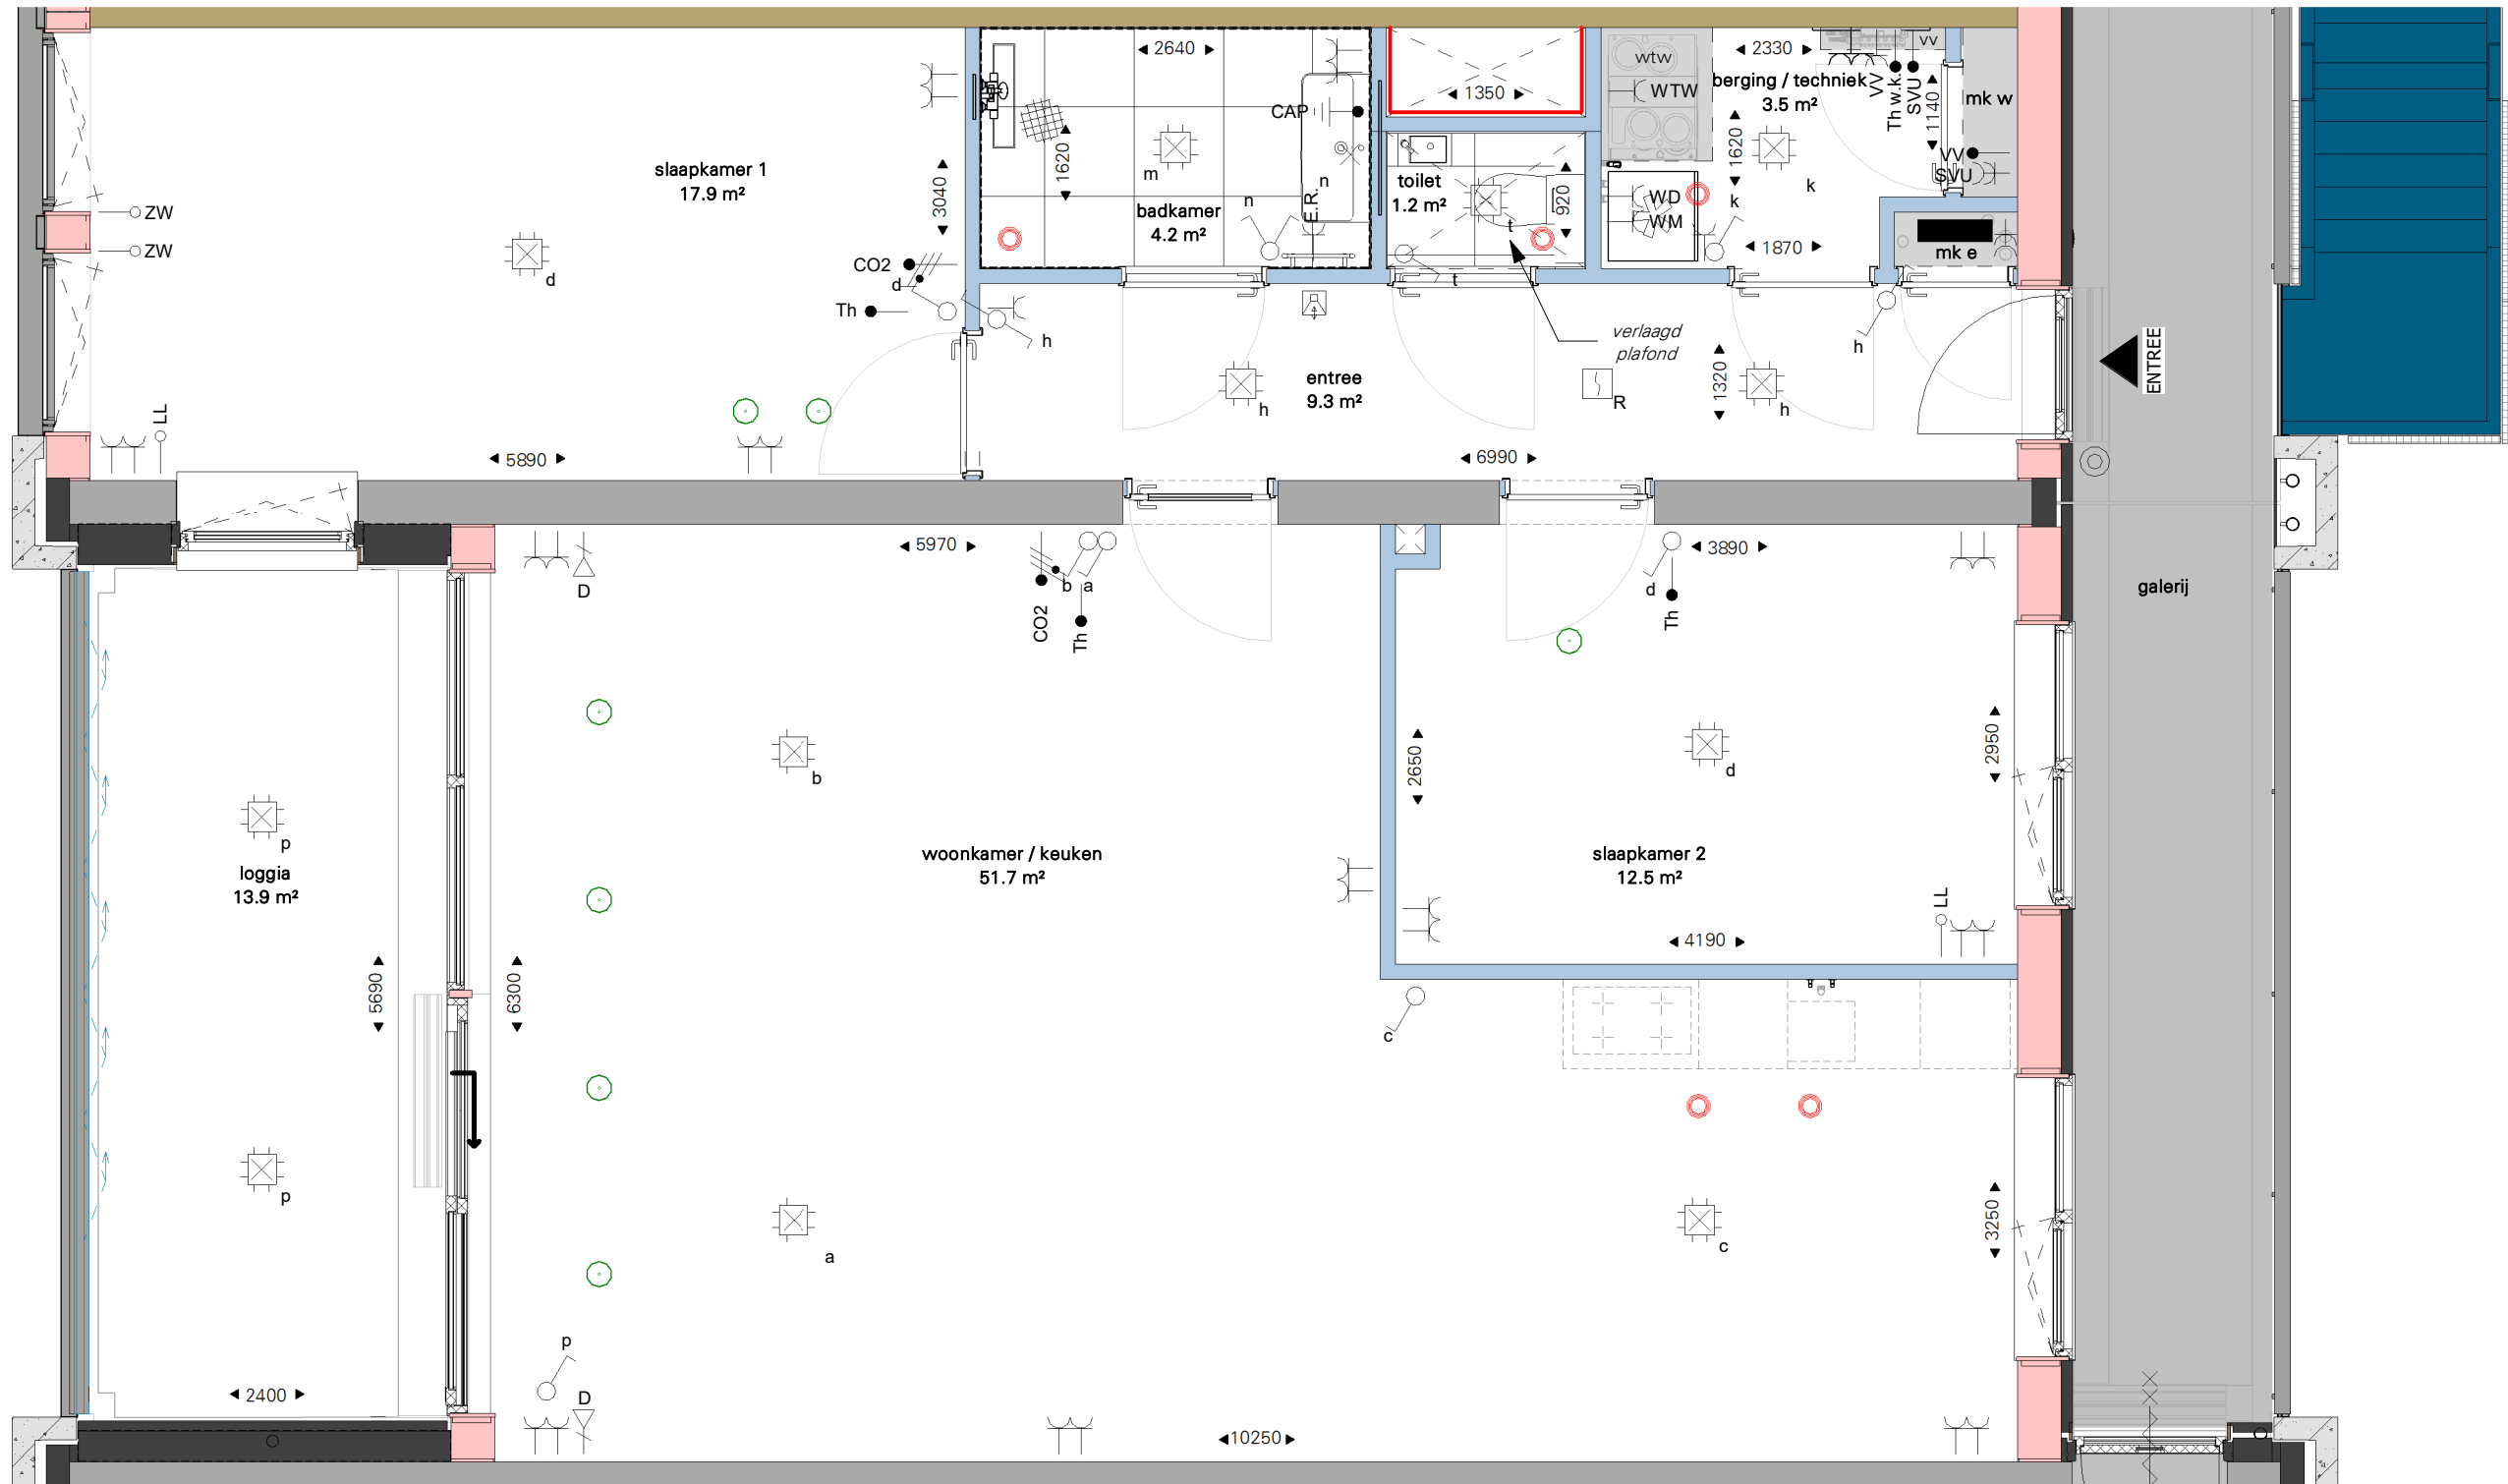 2640
2330
wtw
vv
berging / techniek
3.5 m²
WTW
1350
CAP
VV
Th w.k.
SVU
1140
mk w
1620
1620
VV
SVU
slaapkamer 1
17.9 m²
3040
m
n
n
E.R.
toilet
1.2 m²
920
t
t
WD
WM
k
k
badkamer
4.2 m²
ZW
ZW
1870
mk e
CO2
d
d
Th
h
h
verlaagd
plafond
ENTREE
entree
9.3 m²
h
R
1320
h
LL
5890
6990
5970
3890
D
b
a
CO2
Th
d
Th
galerij
b
2650
d
2950
p
loggia
13.9 m²
woonkamer / keuken
51.7 m²
slaapkamer 2
12.5 m²
LL
4190
5690
6300
c
p
a
c
3250
p
D
2400
10250